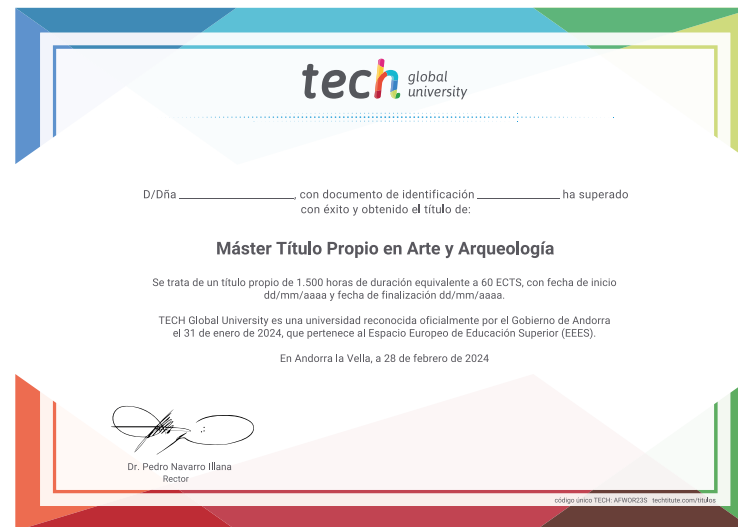 tech global university
D/Dña ______________, con documento de identificación __________ ha superado
con éxito y obtenido el título de:
Máster Título Propio en Arte y Arqueología
Se trata de un título propio de 1.500 horas de duración equivalente a 60 ECTS, con fecha de inicio
dd/mm/aaaa y fecha de finalización dd/mm/aaaa.
TECH Global University es una universidad reconocida oficialmente por el Gobierno de Andorra
el 31 de enero de 2024, que pertenece al Espacio Europeo de Educación Superior (EEES).
En Andorra la Vella, a 28 de febrero de 2024
Dr. Pedro Navarro Illana
Rector
código único TECH: AFWOR23S techtitute.com/titulos